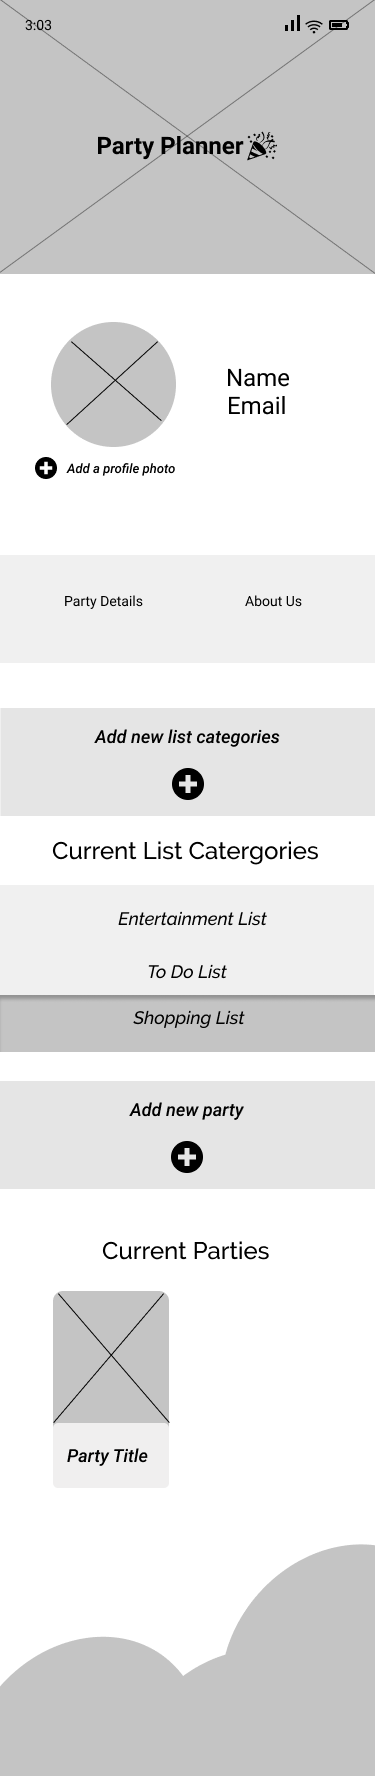 3:03
Party Planner
Name
Email
Add a profile photo
Party Details
About Us
Add new list categories
Current List Catergories
Entertainment List
To Do List
Shopping List
Add new party
Current Parties
Party Title